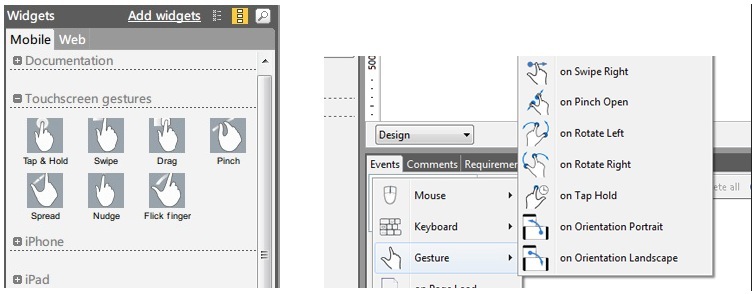 Widgets Add widgets
Mobile Web
Documentation
Touchscreen gestures
Tap & Hold Swipe Drag Pinch
Spread Nudge Flick finger
iPhone
iPad
500
on Swipe Right
on Pinch Open
on Rotate Left
on Rotate Right
on Tap Hold
on Orientation Portrait
on Orientation Landscape
Design
Events Comments Requiremen
ete all
Mouse
Keyboard
Gesture
on Page Load